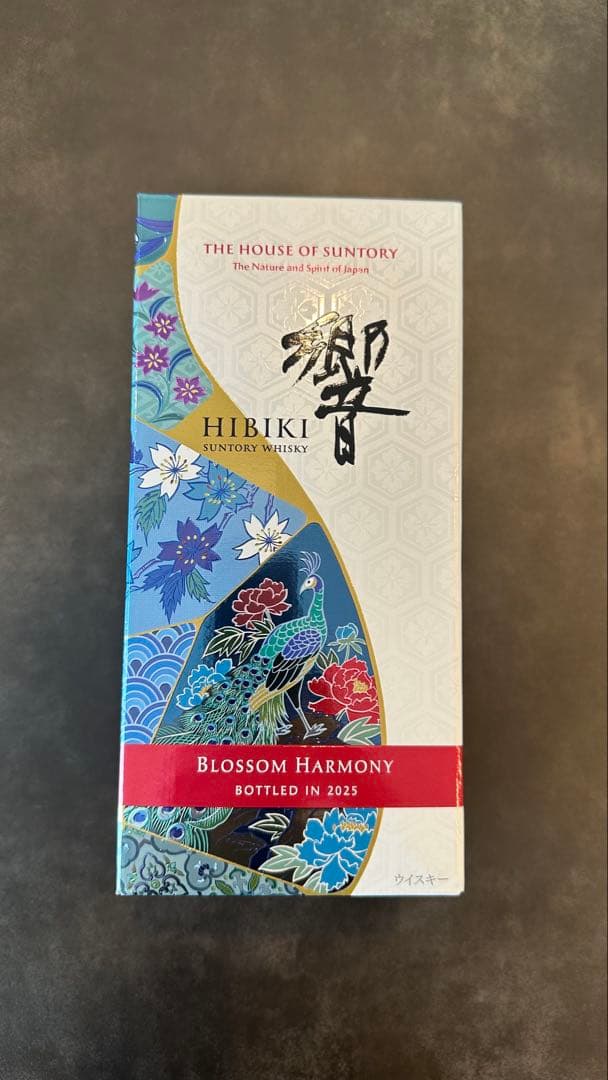 THE HOUSE OF SUNTORY
The Nature and Spirit of Japan
響
HIBIKI
SUNTORY WHISKY
BLOSSOM HARMONY
BOTTLED IN 2025
ウイスキー